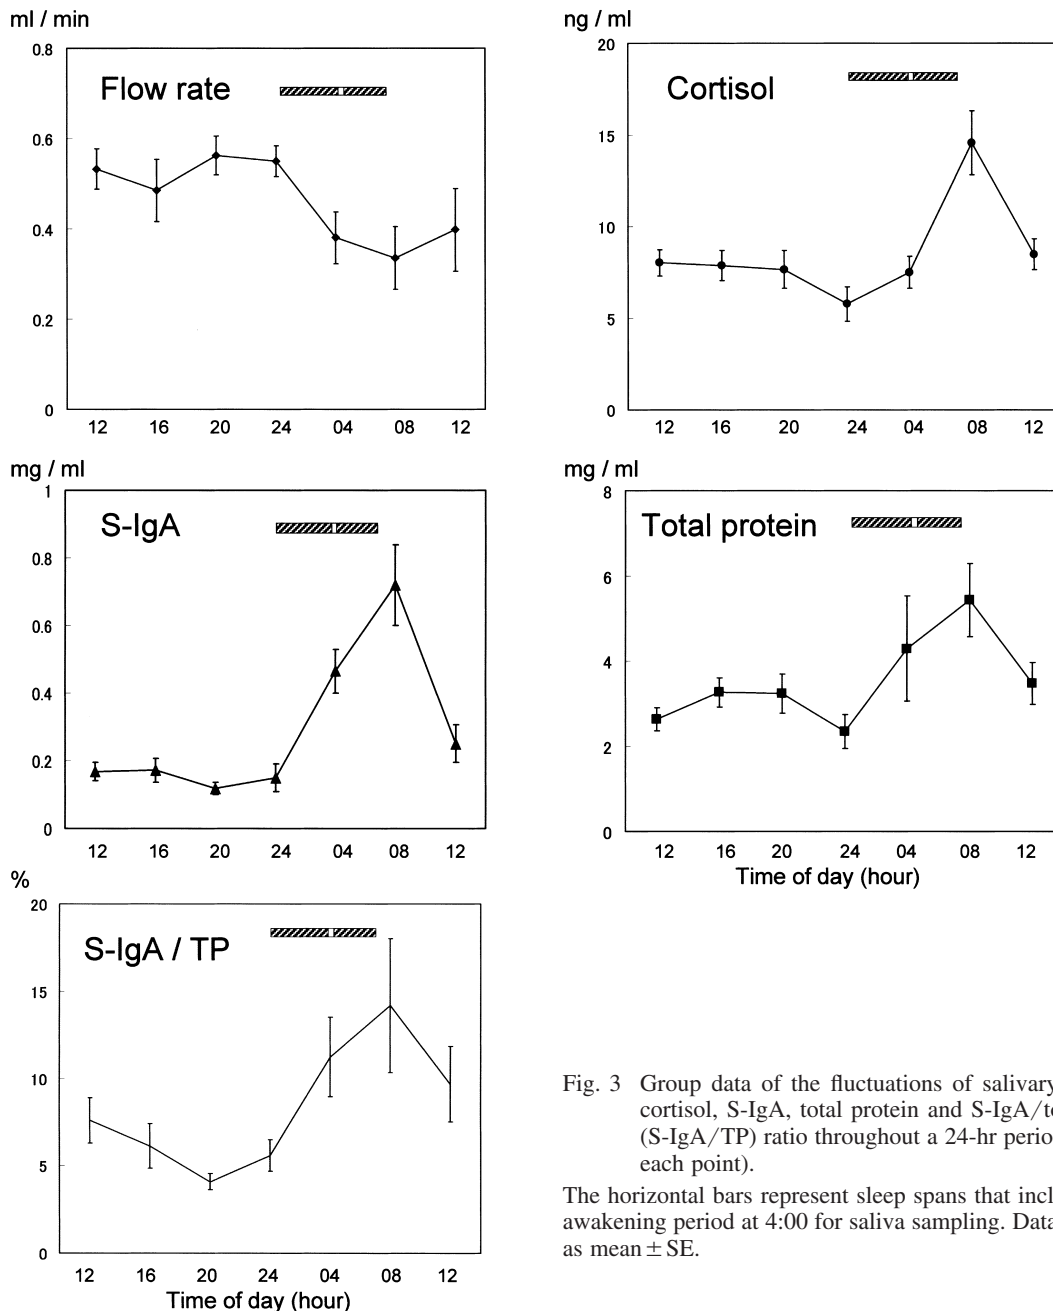 ml / min
0.8
Flow rate
0.6
0.4
0.2
0
12 16 20 24 04 08 12
ng / ml
20
Cortisol
15
10
5
0
12 16 20 24 04 08 12
mg / ml
1
S-IgA
0.8
0.6
0.4
0.2
0
12 16 20 24 04 08 12
mg / ml
8
Total protein
6
4
2
0
12 16 20 24 04 08 12
Time of day (hour)
%
20
S-IgA / TP
15
10
5
0
12 16 20 24 04 08 12
Time of day (hour)
Fig. 3 Group data of the fluctuations of salivary
cortisol, S-IgA, total protein and
(S-IgA/TP) ratio throughout a 24-hr
each point).
The horizontal bars represent sleep spans that
awakening period at 4:00 for saliva sampling. Data
as mean ± SE.